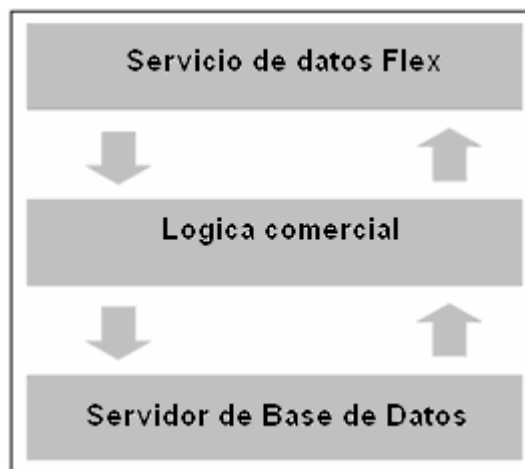 Servicio de datos Flex
Logica comercial
Servidor de Base de Datos